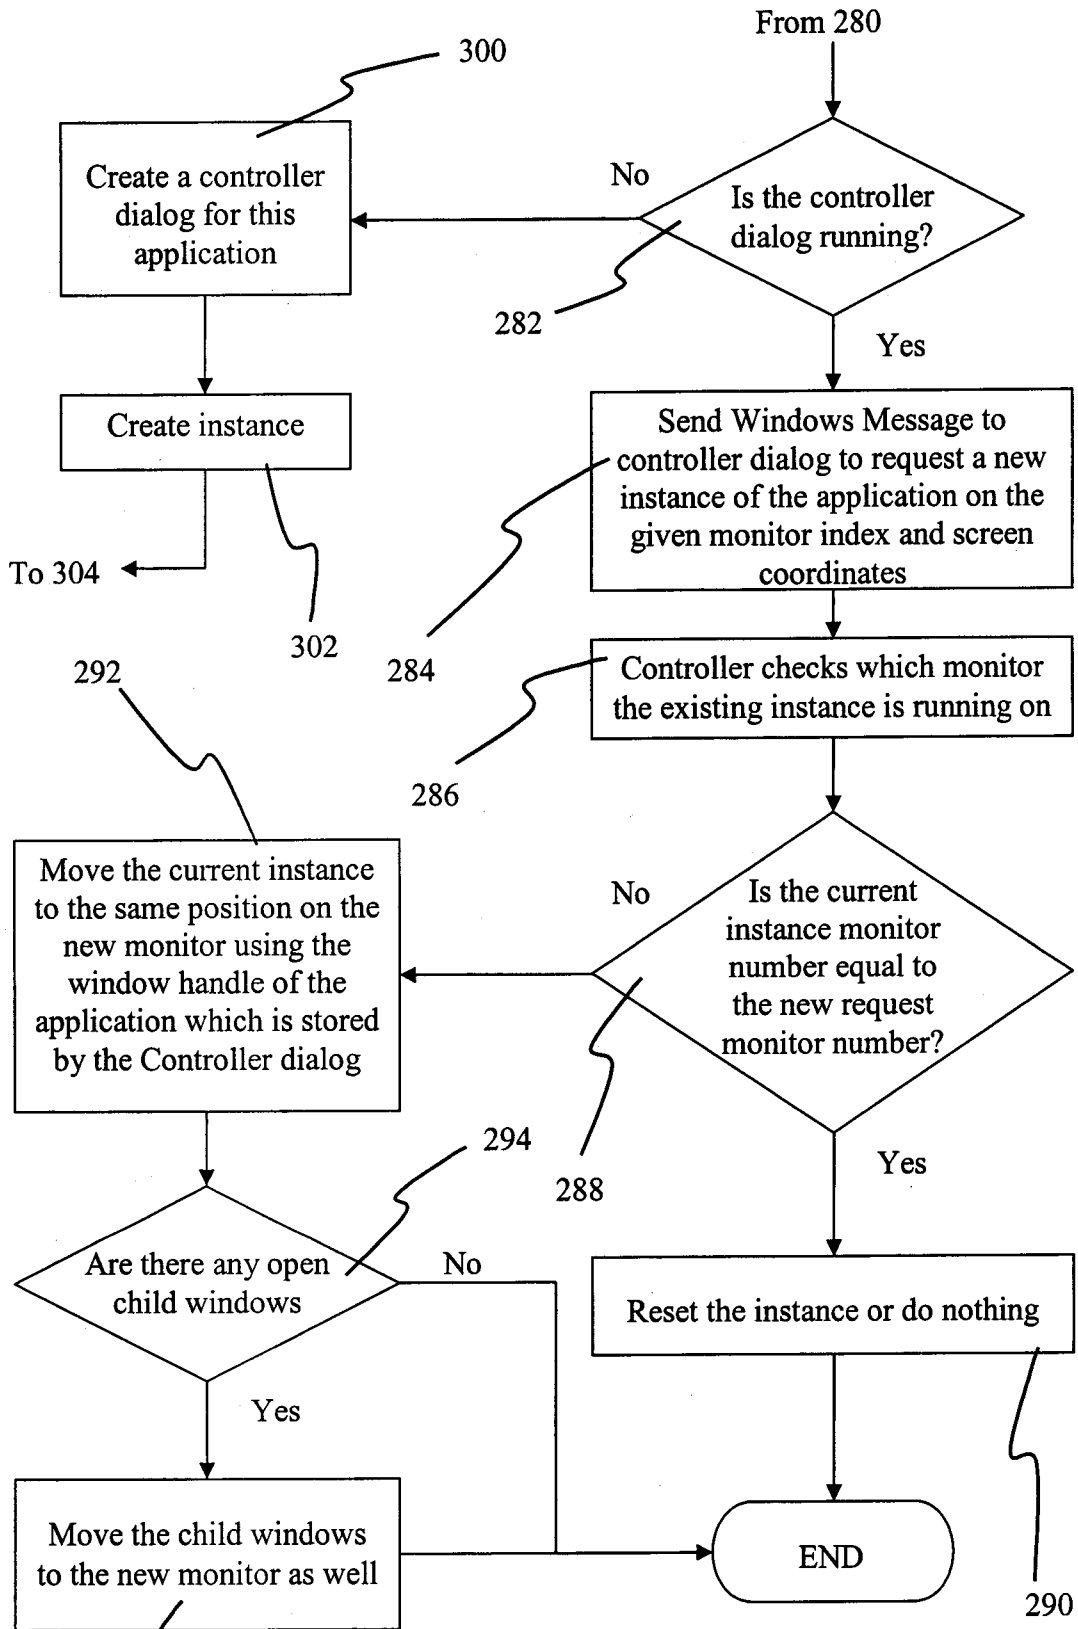 From 280
300
Create a controller
dialog for this
application
No
Is the controller
dialog running?
282
Yes
Create instance
Send Windows Message to
controller dialog to request a new
instance of the application on the
given monitor index and screen
coordinates
To 304
302
284
292
Controller checks which monitor
the existing instance is running on
286
Move the current instance
to the same position on the
new monitor using the
window handle of the
application which is stored
by the Controller dialog
No
Is the current
instance monitor
number equal to
the new request
monitor number?
294
288
Yes
Are there any open
child windows
No
Reset the instance or do nothing
Yes
Move the child windows
to the new monitor as well
END
290